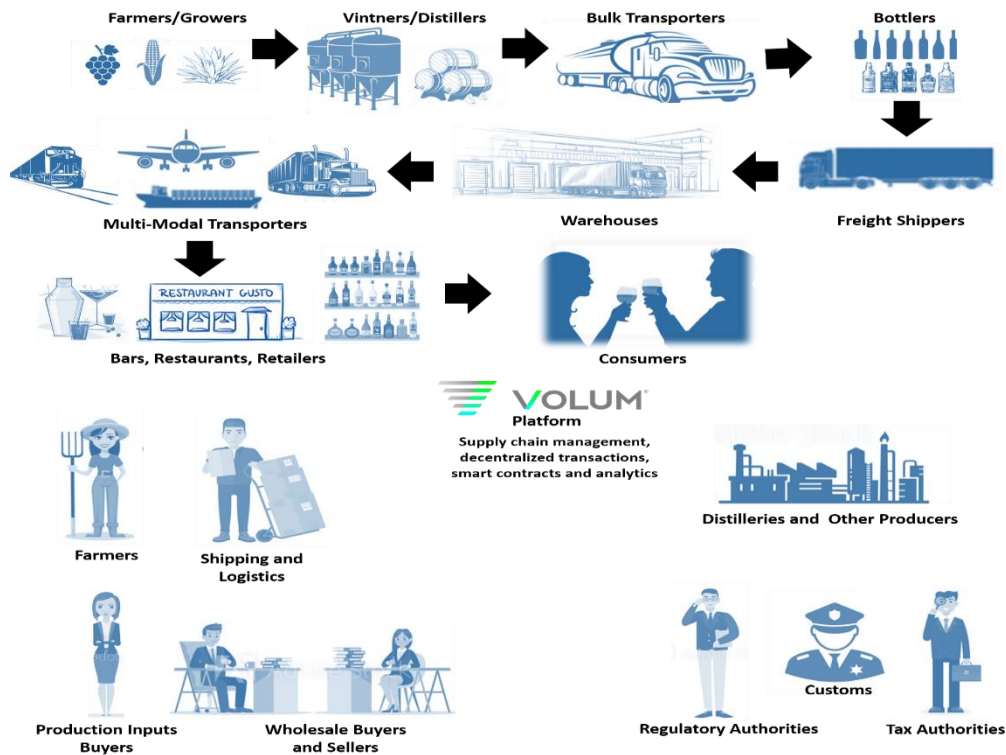 Farmers/Growers
Vintners/Distillers
Bulk Transporters
Bottlers
Multi-Modal Transporters
Warehouses
Freight Shippers
RESTAURANT GUSTO
Bars, Restaurants, Retailers
Consumers
VOLUM®
Platform
Supply chain management,
decentralized transactions,
smart contracts and analytics
Farmers
Shipping and
Logistics
Distilleries and Other Producers
Production Inputs
Buyers
Wholesale Buyers
and Sellers
Regulatory Authorities
Customs
Tax Authorities